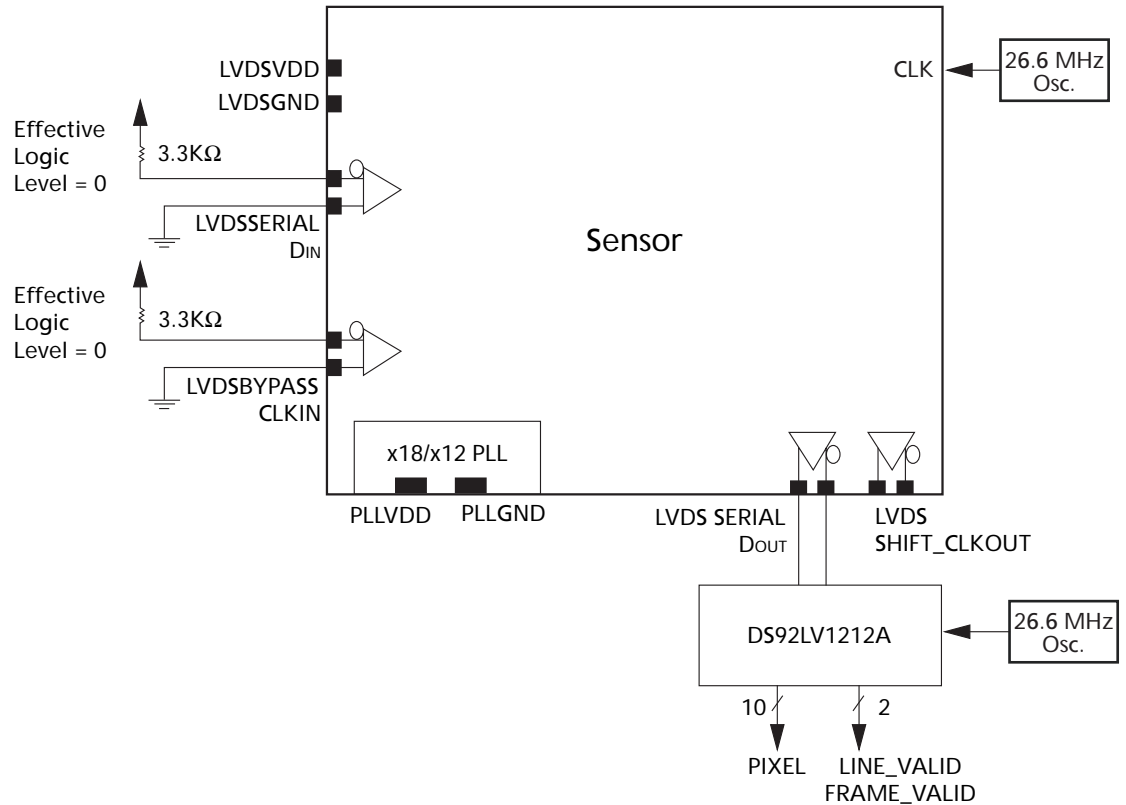 LVDSVDD
LVDSGND
CLK
26.6 MHz
Osc.
Effective
Logic
Level = 0
3.3KΩ
LVDSSERIAL
DIN
Sensor
Effective
Logic
Level = 0
3.3KΩ
LVDSBYPASS
CLKIN
x18/x12 PLL
PLLVDD
PLLGND
LVDS SERIAL
DOUT
LVDS
SHIFT_CLKOUT
DS92LV1212A
26.6 MHz
Osc.
10
2
PIXEL
LINE_VALID
FRAME_VALID